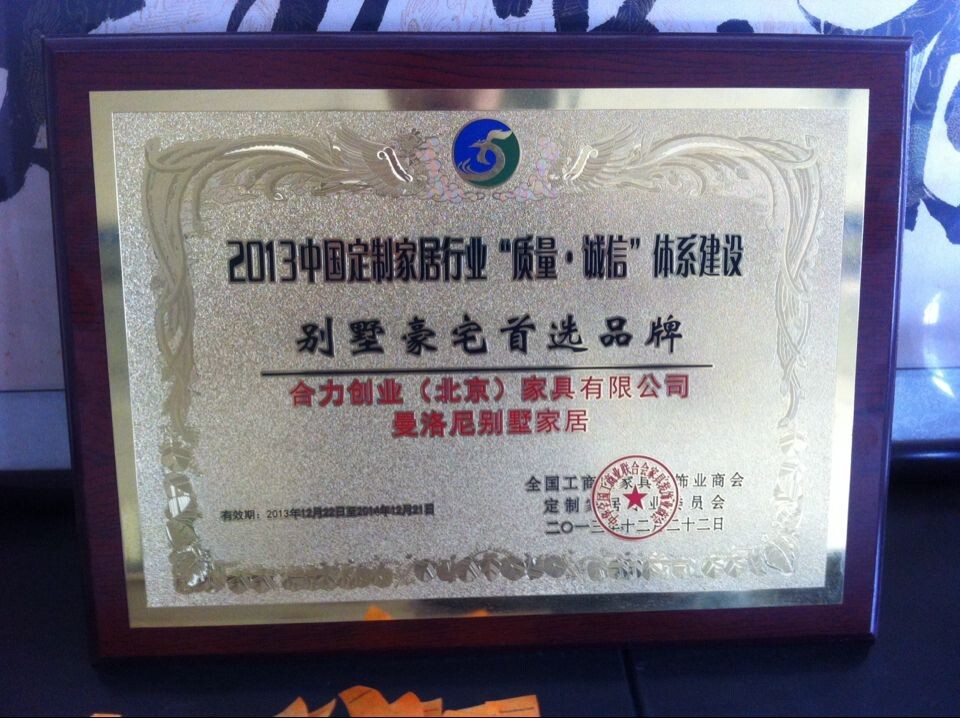 2013中国定制家居行业“质量·诚信”体系建设
别墅豪宅首选品牌
合力创业（北京）家具有限公司
曼洛尼别墅家居
有效期：2013年12月22日至2014年12月21日
全国工商 家具 饰业商会
定制 居 业 员会
二〇一三年十二月二十二日